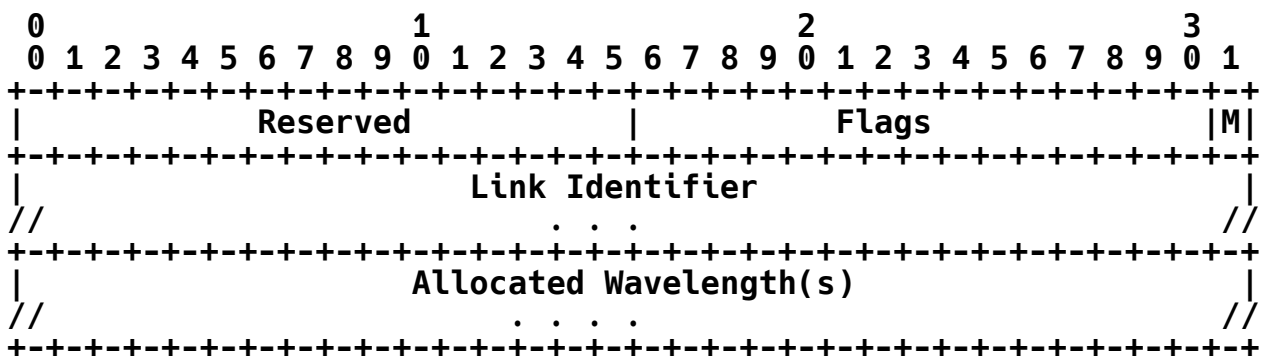 0                   1                   2                   3
 0 1 2 3 4 5 6 7 8 9 0 1 2 3 4 5 6 7 8 9 0 1 2 3 4 5 6 7 8 9 0 1
+-+-+-+-+-+-+-+-+-+-+-+-+-+-+-+-+-+-+-+-+-+-+-+-+-+-+-+-+-+-+-+-+
|            Reserved           |          Flags              |M|
+-+-+-+-+-+-+-+-+-+-+-+-+-+-+-+-+-+-+-+-+-+-+-+-+-+-+-+-+-+-+-+-+
|                       Link Identifier                         |
//                          . . .                              //
+-+-+-+-+-+-+-+-+-+-+-+-+-+-+-+-+-+-+-+-+-+-+-+-+-+-+-+-+-+-+-+-+
|                    Allocated Wavelength(s)                    |
//                        . . . .                              //
+-+-+-+-+-+-+-+-+-+-+-+-+-+-+-+-+-+-+-+-+-+-+-+-+-+-+-+-+-+-+-+-+